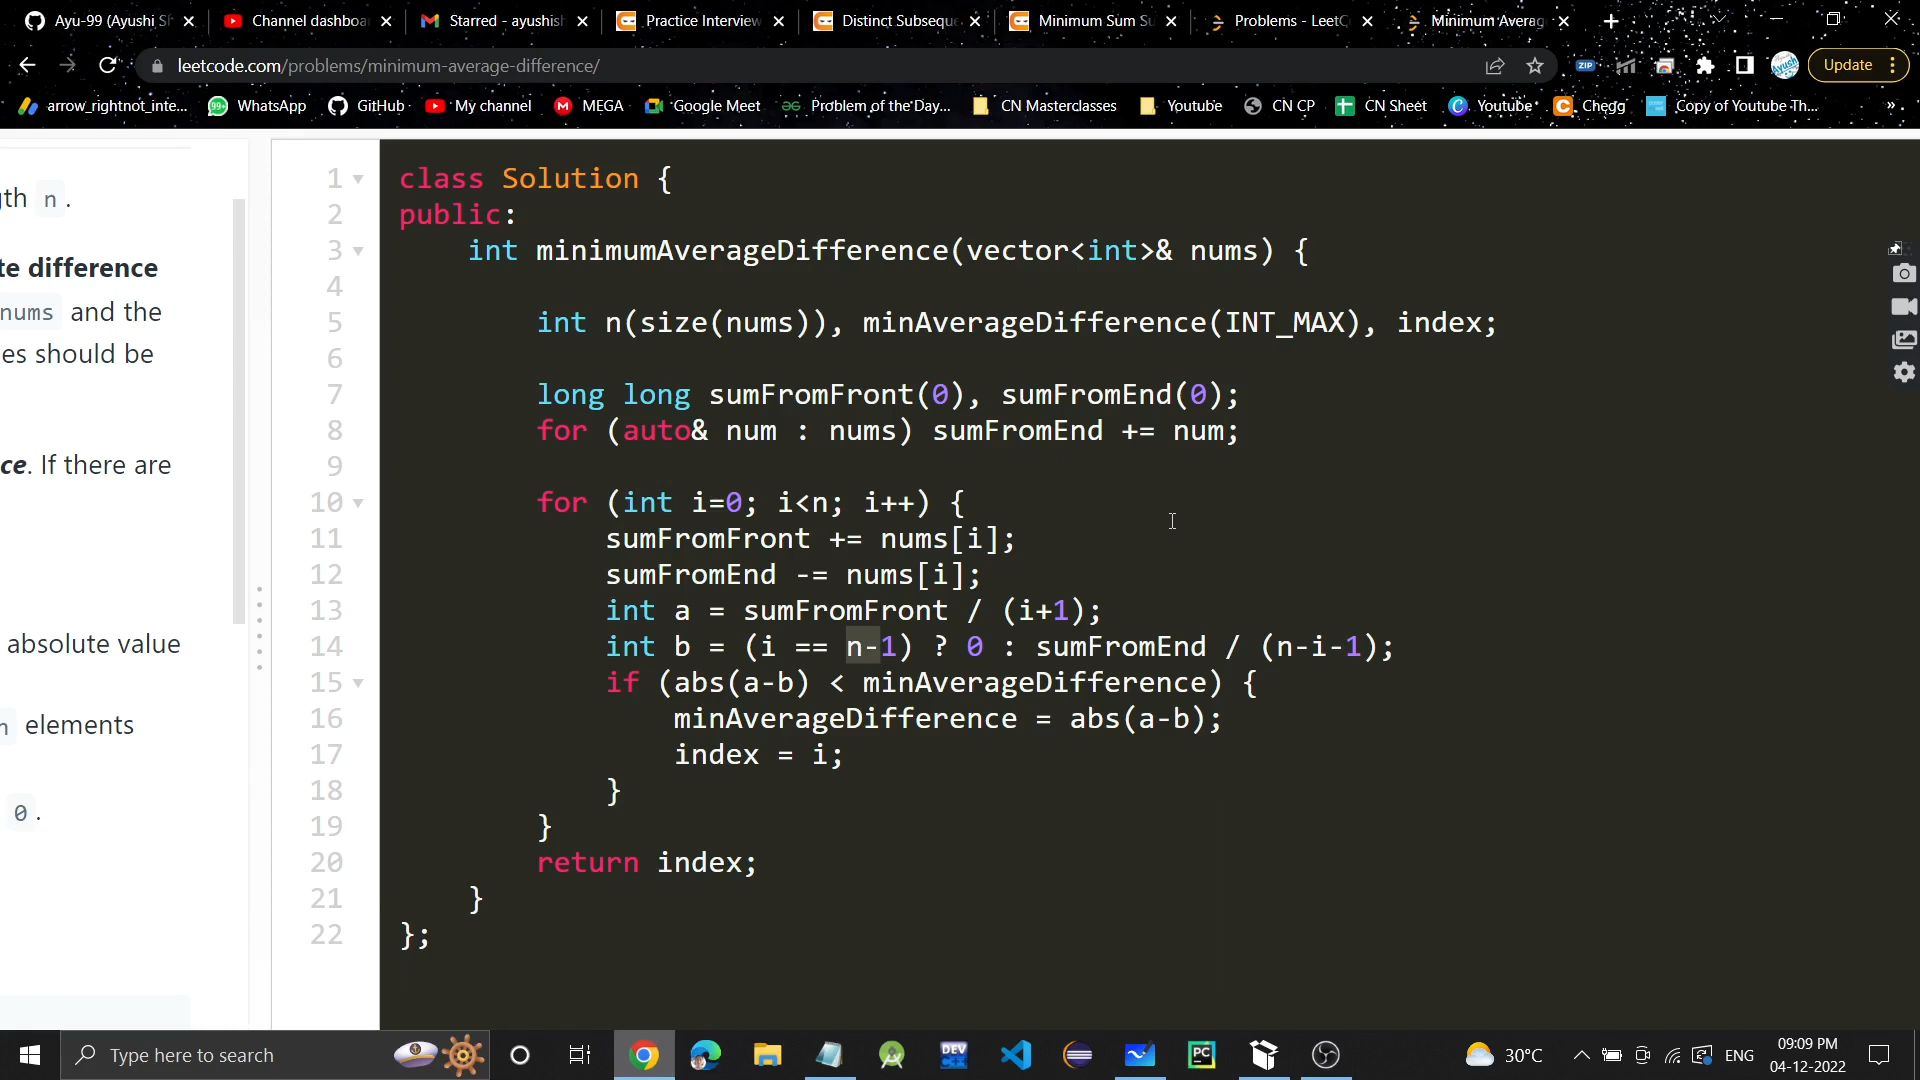 Ayu-99 (Ayushi S
Channel dashboa
Starred - ayushish
Practice Interview
Distinct Subseque
Minimum Sum Su
Problems - LeetC
Minimum Averag
leetcode.com/problems/minimum-average-difference/
ZIP
Update
arrow_rightnot_inte...
99+
WhatsApp
GitHub
My channel
MEGA
Google Meet
Problem of the Day...
CN Masterclasses
Youtube
CN CP
CN Sheet
Youtube
Chegg
Copy of Youtube Th...
»
gth n.
te difference
nums and the
es should be
ce. If there are
absolute value
n elements
0.
1 class Solution {
2 public:
3 int minimumAverageDifference(vector<int>& nums) {
4
5 int n(size(nums)), minAverageDifference(INT_MAX), index;
6
7 long long sumFromFront(0), sumFromEnd(0);
8 for (auto& num : nums) sumFromEnd += num;
9
10 for (int i=0; i<n; i++) {
11 sumFromFront += nums[i];
12 sumFromEnd -= nums[i];
13 int a = sumFromFront / (i+1);
14 int b = (i == n-1) ? 0 : sumFromEnd / (n-i-1);
15 if (abs(a-b) < minAverageDifference) {
16 minAverageDifference = abs(a-b);
17 index = i;
18 }
19 }
20 return index;
21 }
22 };
Type here to search
DEV
PC
30°C
ENG
09:09 PM
04-12-2022